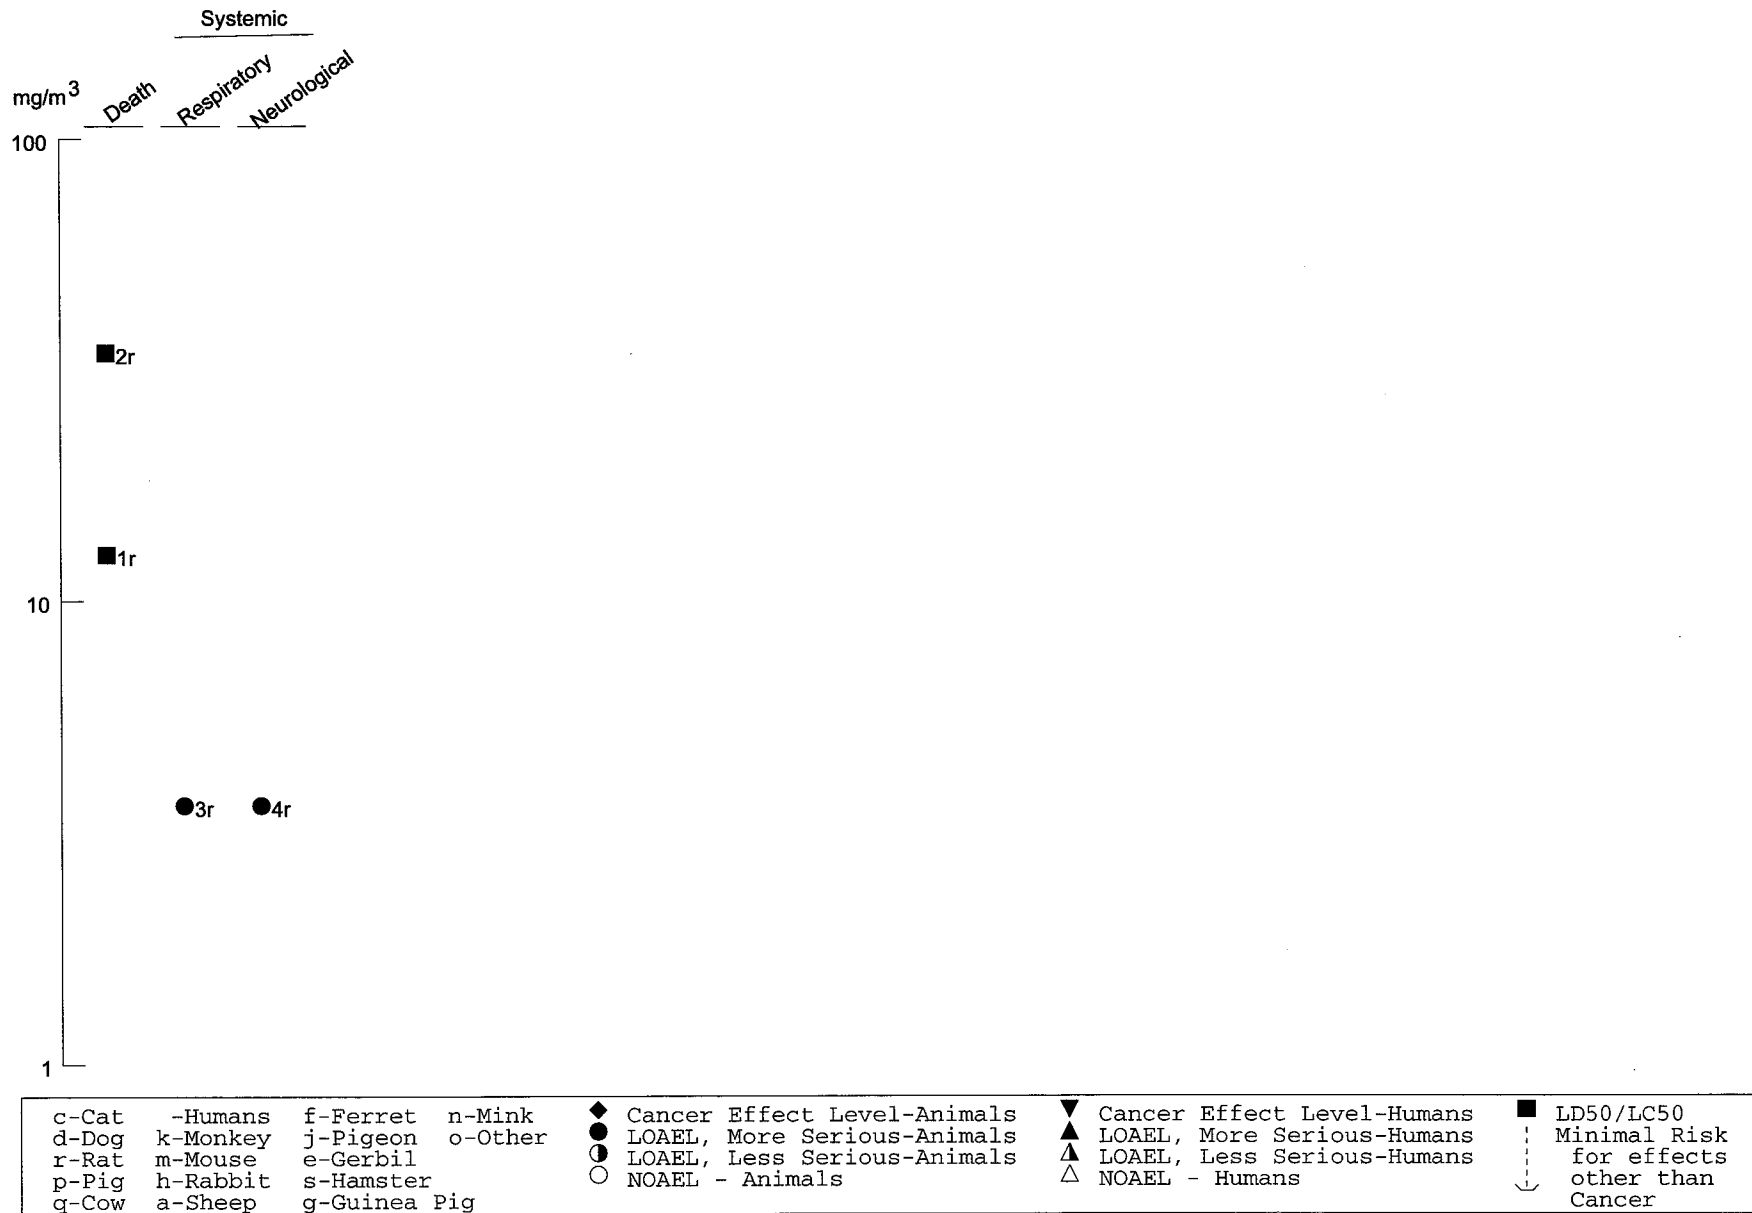 Systemic
mg/m³ Death Respiratory Neurological
100
2r
1r
10
3r 4r
1
c-Cat -Humans f-Ferret n-Mink ◆ Cancer Effect Level-Animals ▼ Cancer Effect Level-Humans ■ LD50/LC50
d-Dog k-Monkey j-Pigeon o-Other ● LOAEL, More Serious-Animals ▲ LOAEL, More Serious-Humans Minimal Risk
r-Rat m-Mouse e-Gerbil ◑ LOAEL, Less Serious-Animals ◮ LOAEL, Less Serious-Humans for effects
p-Pig h-Rabbit s-Hamster ○ NOAEL - Animals △ NOAEL - Humans other than
q-Cow a-Sheep g-Guinea Pig Cancer